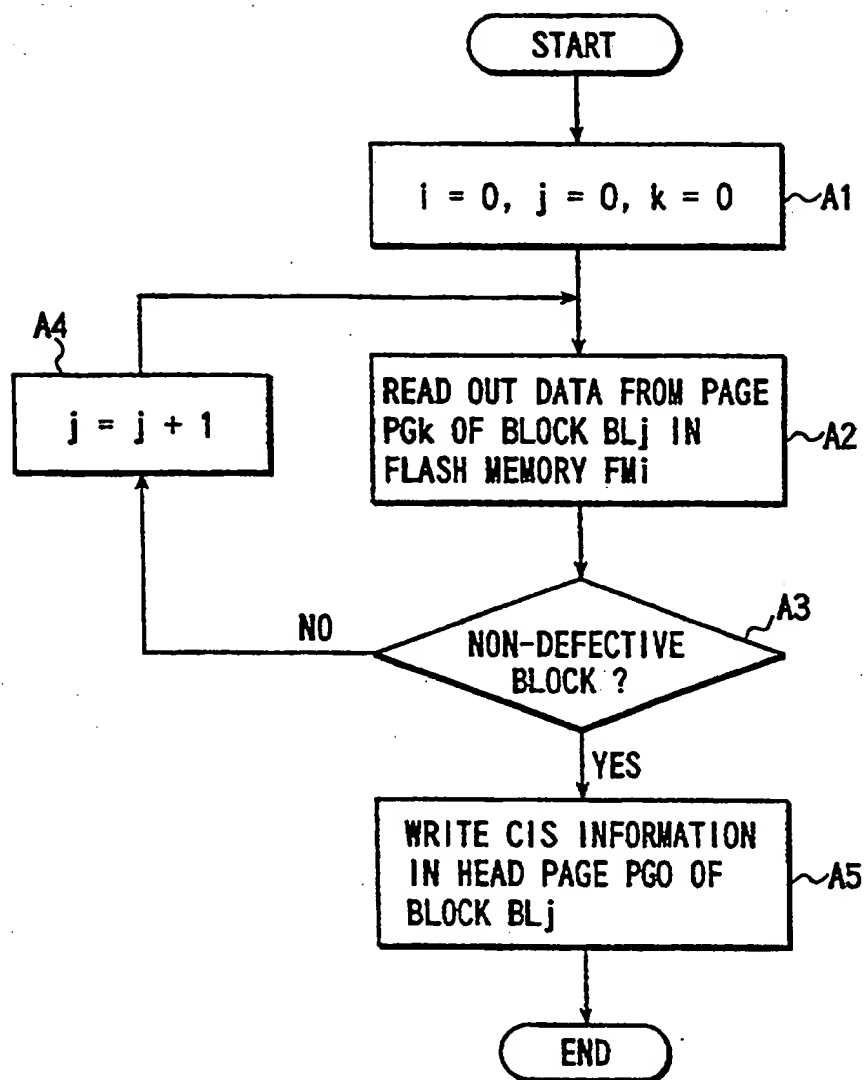 START
i = 0, j = 0, k = 0
A1
A4
j = j + 1
READ OUT DATA FROM PAGE
PGk OF BLOCK BLj IN
FLASH MEMORY FMi
A2
A3
NO
NON-DEFECTIVE
BLOCK ?
YES
WRITE CIS INFORMATION
IN HEAD PAGE PG0 OF
BLOCK BLj
A5
END